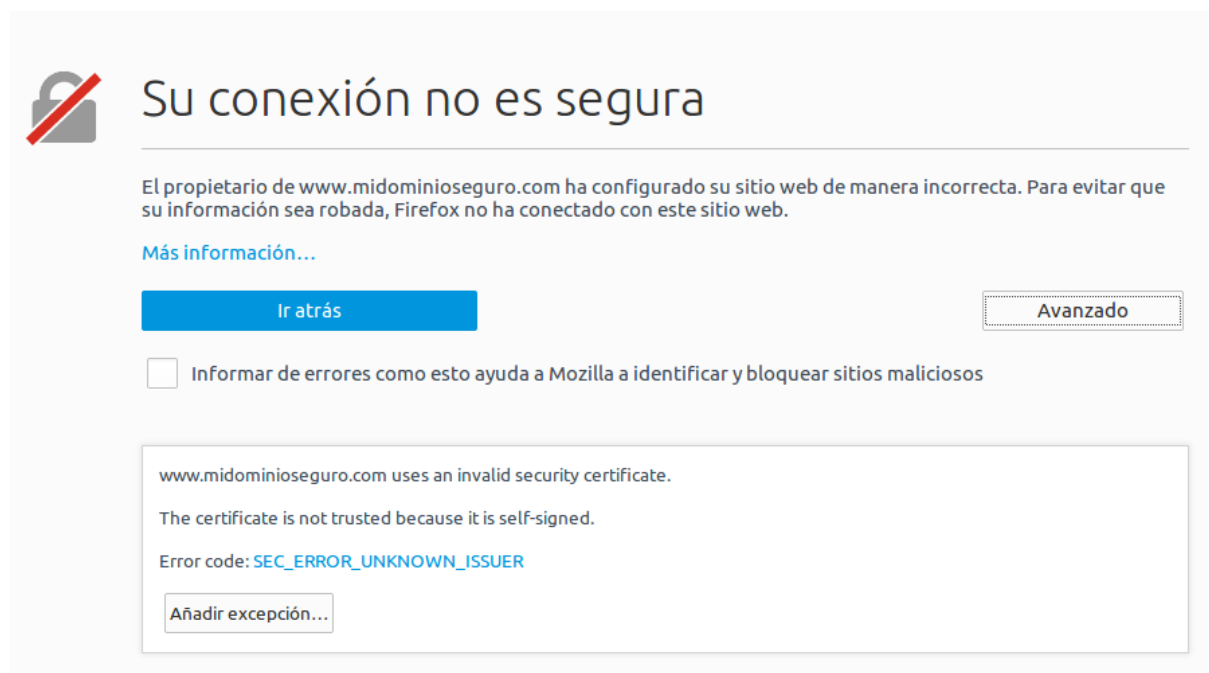 Su conexión no es segura
El propietario de www.midominioseguro.com ha configurado su sitio web de manera incorrecta. Para evitar que
su información sea robada, Firefox no ha conectado con este sitio web.
Más información…
Ir atrás
Avanzado
Informar de errores como esto ayuda a Mozilla a identificar y bloquear sitios maliciosos
www.midominioseguro.com uses an invalid security certificate.
The certificate is not trusted because it is self-signed.
Error code: SEC_ERROR_UNKNOWN_ISSUER
Añadir excepción…